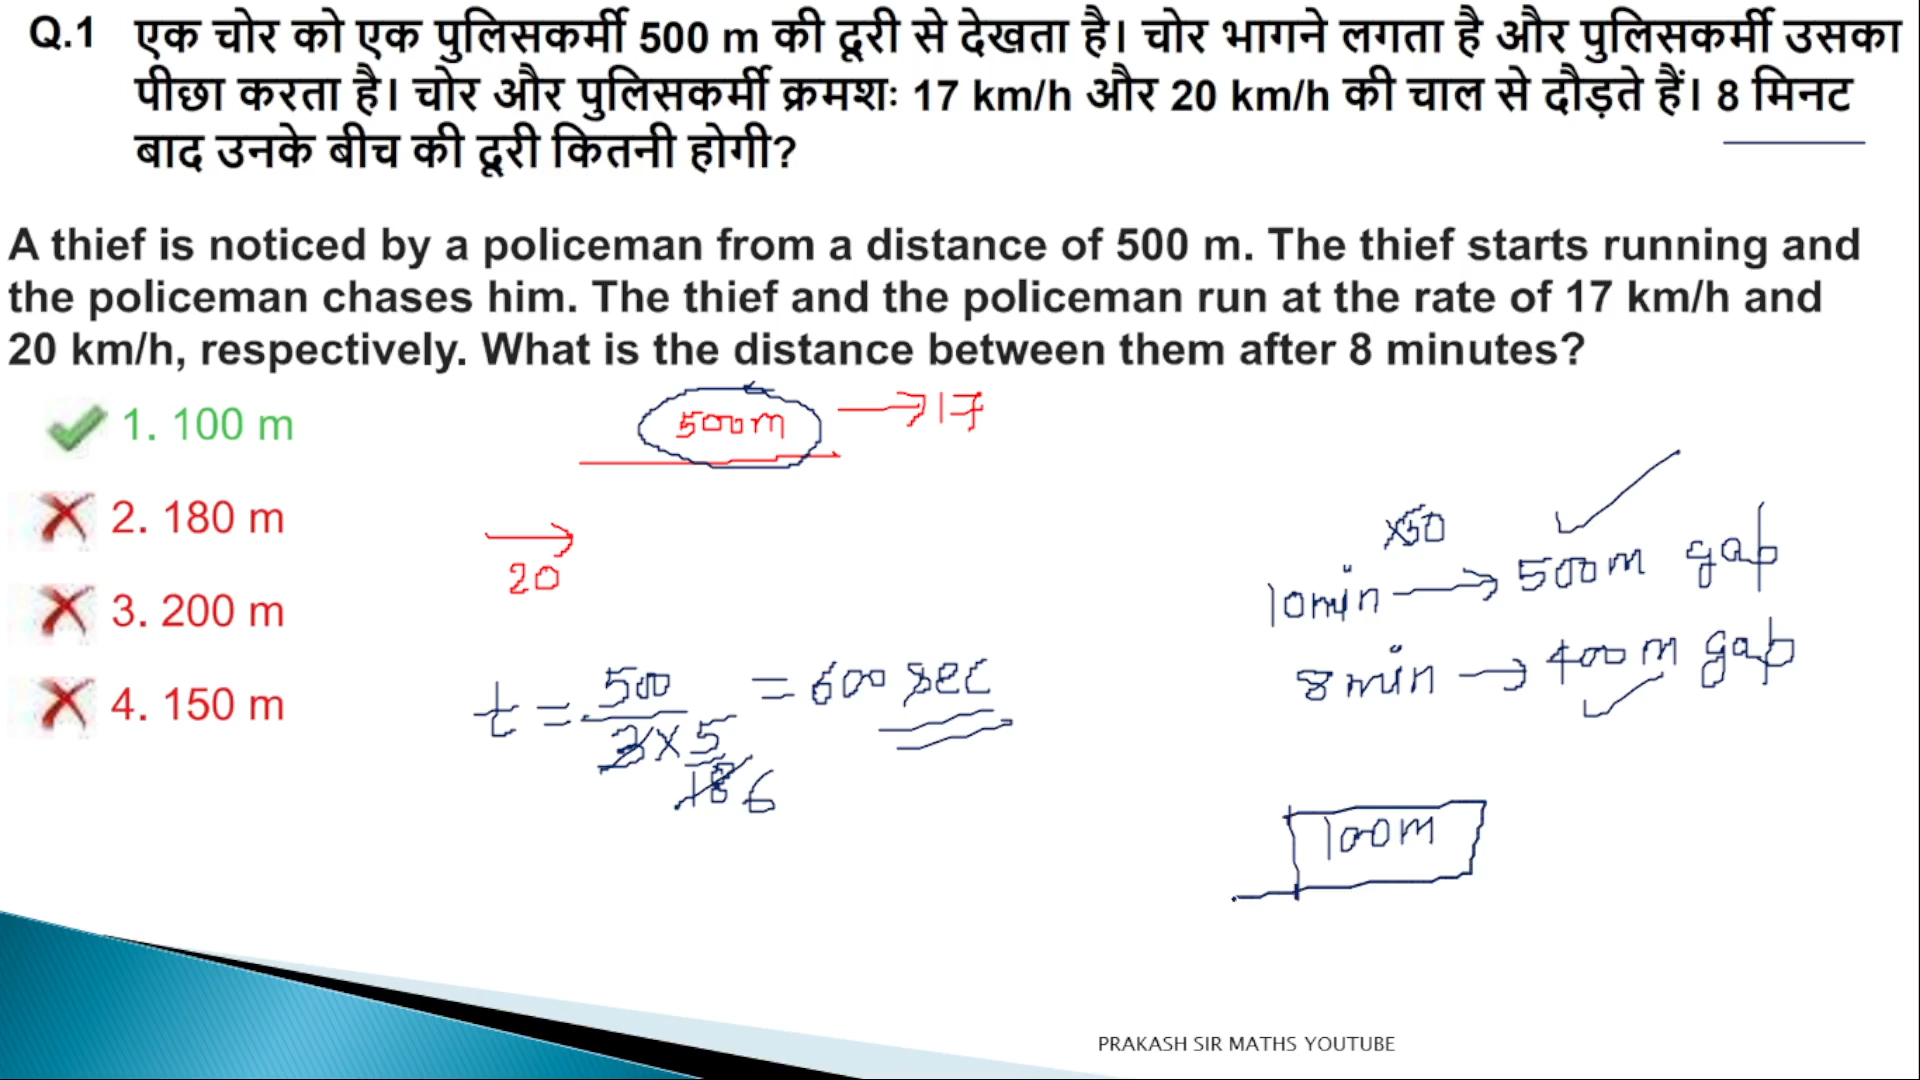 Q.1 एक चोर को एक पुलिसकर्मी 500 m की दूरी से देखता है। चोर भागने लगता है और पुलिसकर्मी उसका
पीछा करता है। चोर और पुलिसकर्मी क्रमशः 17 km/h और 20 km/h की चाल से दौड़ते हैं। 8 मिनट
बाद उनके बीच की दूरी कितनी होगी?
A thief is noticed by a policeman from a distance of 500 m. The thief starts running and
the policeman chases him. The thief and the policeman run at the rate of 17 km/h and
20 km/h, respectively. What is the distance between them after 8 minutes?
1. 100 m
2. 180 m
3. 200 m
4. 150 m
500m → 17
→
20
t = 500 = 600 sec
3 x 5
18 6
x50
10min → 500m gap
8 min → 400m gap
100m
PRAKASH SIR MATHS YOUTUBE